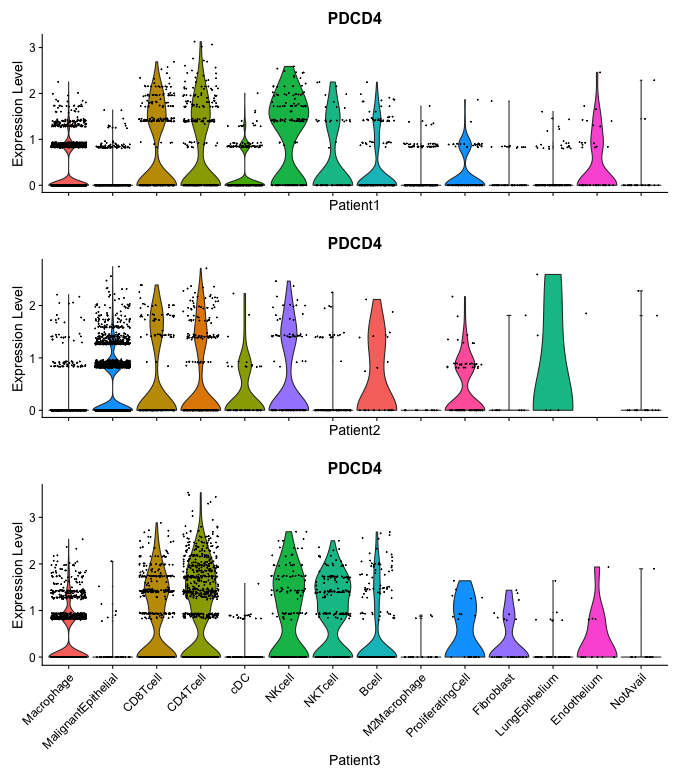 PDCD4
Expression Level
3
2
1
0
Patient1
PDCD4
Expression Level
2
1
0
Patient2
PDCD4
Expression Level
3
2
1
0
Macrophage
MalignantEpithelial
CD8Tcell
CD4Tcell
cDC
NKcell
NKTcell
Bcell
M2Macrophage
ProliferatingCell
Fibroblast
LungEpithelium
Endothelium
NotAvail
Patient3